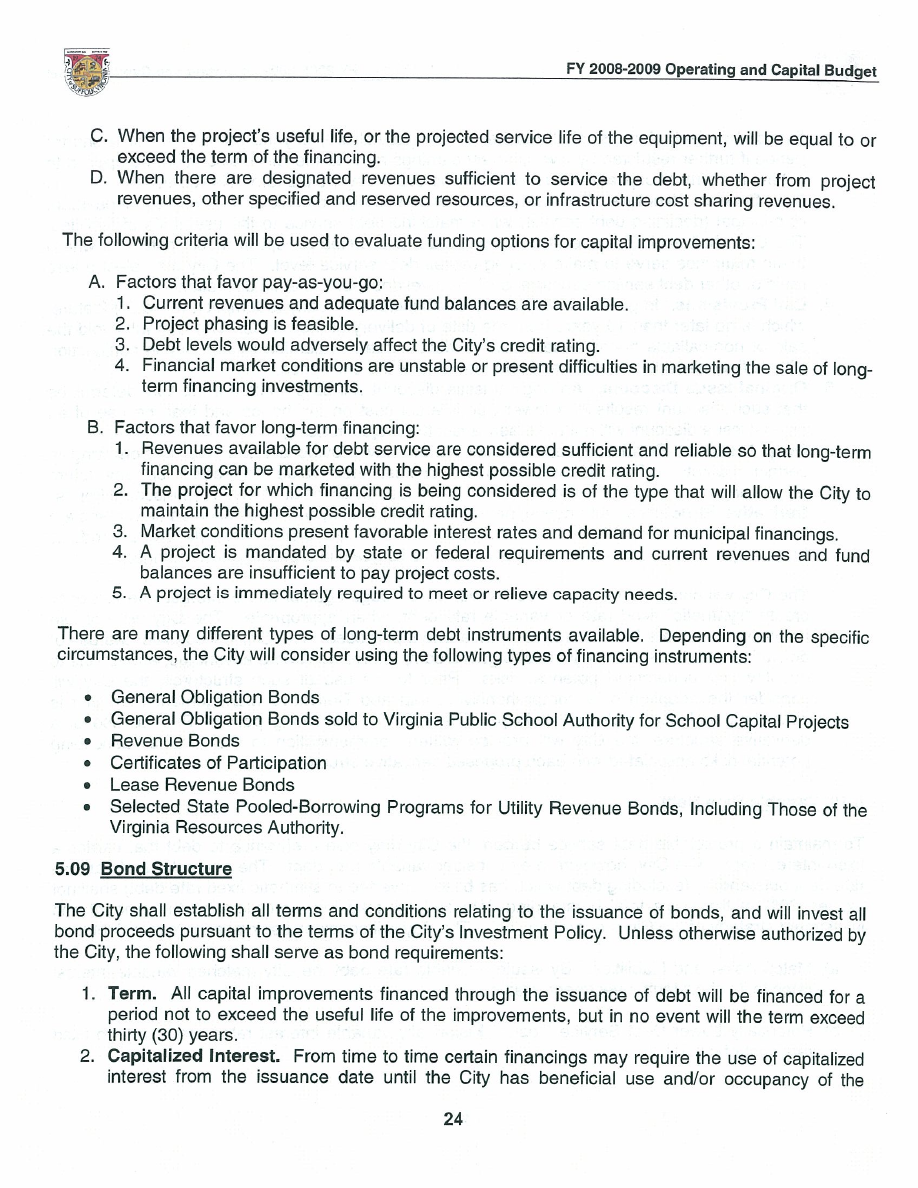 FY 2008-2009 Operating and Capital Budget
C. When the project's useful life, or the projected service life of the equipment, will be equal to or
exceed the term of the financing.
D. When there are designated revenues sufficient to service the debt, whether from project
revenues, other specified and reserved resources, or infrastructure cost sharing revenues.
The following criteria will be used to evaluate funding options for capital improvements:
A. Factors that favor pay-as-you-go:
1. Current revenues and adequate fund balances are available.
2. Project phasing is feasible.
3. Debt levels would adversely affect the City's credit rating.
4. Financial market conditions are unstable or present difficulties in marketing the sale of long-
term financing investments.
B. Factors that favor long-term financing:
1. Revenues available for debt service are considered sufficient and reliable so that long-term
financing can be marketed with the highest possible credit rating.
2. The project for which financing is being considered is of the type that will allow the City to
maintain the highest possible credit rating.
3. Market conditions present favorable interest rates and demand for municipal financings.
4. A project is mandated by state or federal requirements and current revenues and fund
balances are insufficient to pay project costs.
5. A project is immediately required to meet or relieve capacity needs.
There are many different types of long-term debt instruments available. Depending on the specific
circumstances, the City will consider using the following types of financing instruments:
• General Obligation Bonds
• General Obligation Bonds sold to Virginia Public School Authority for School Capital Projects
• Revenue Bonds
• Certificates of Participation
• Lease Revenue Bonds
• Selected State Pooled-Borrowing Programs for Utility Revenue Bonds, Including Those of the
Virginia Resources Authority.
5.09 Bond Structure
The City shall establish all terms and conditions relating to the issuance of bonds, and will invest all
bond proceeds pursuant to the terms of the City's Investment Policy. Unless otherwise authorized by
the City, the following shall serve as bond requirements:
1. Term. All capital improvements financed through the issuance of debt will be financed for a
period not to exceed the useful life of the improvements, but in no event will the term exceed
thirty (30) years.
2. Capitalized Interest. From time to time certain financings may require the use of capitalized
interest from the issuance date until the City has beneficial use and/or occupancy of the
24